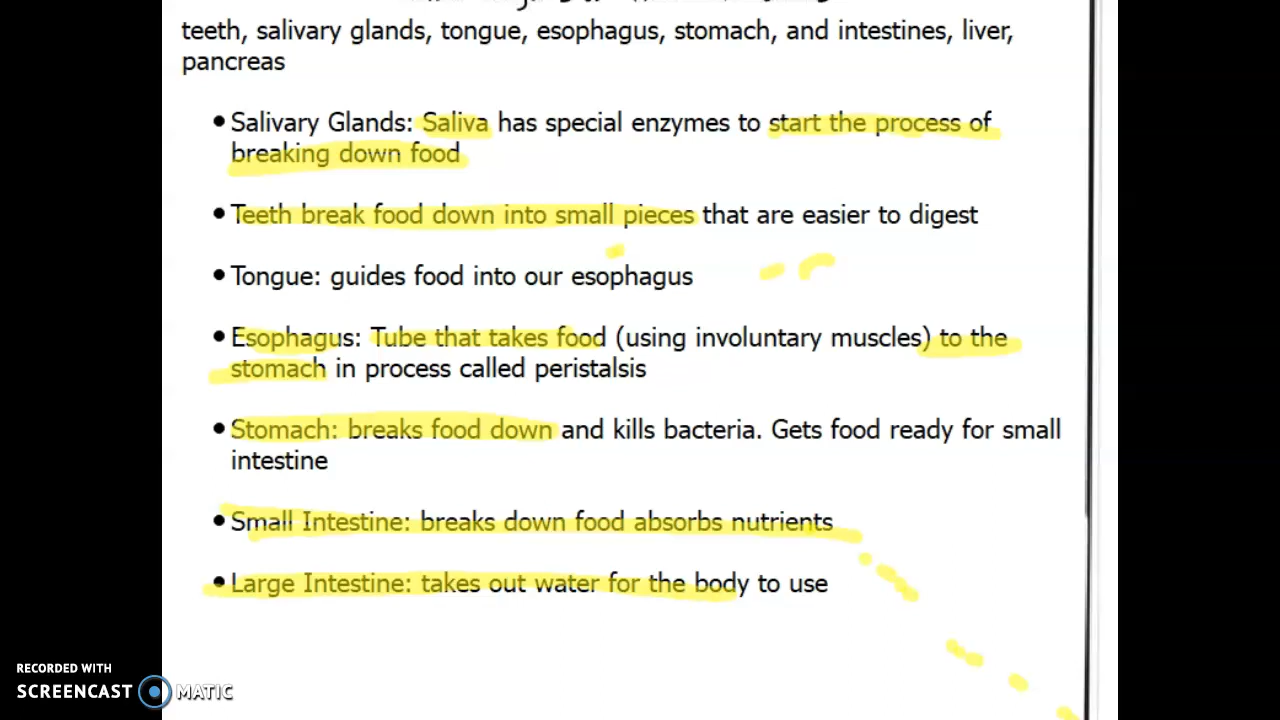 teeth, salivary glands, tongue, esophagus, stomach, and intestines, liver,
pancreas
• Salivary Glands: Saliva has special enzymes to start the process of
breaking down food
• Teeth break food down into small pieces that are easier to digest
• Tongue: guides food into our esophagus
• Esophagus: Tube that takes food (using involuntary muscles) to the
stomach in process called peristalsis
• Stomach: breaks food down and kills bacteria. Gets food ready for small
intestine
• Small Intestine: breaks down food absorbs nutrients
• Large Intestine: takes out water for the body to use
RECORDED WITH
SCREENCAST MATIC